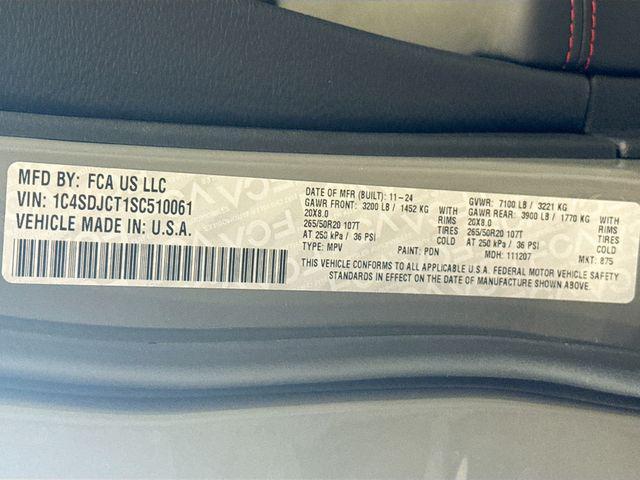 MFD BY: FCA US LLC
VIN: 1C4SDJCT1SC510061
VEHICLE MADE IN: U.S.A.
DATE OF MFR (BUILT): 11-24
GAWR FRONT: 3200 LB / 1452 KG
20X8.0 RIMS
265/50R20 107T TIRES
AT 250 kPa / 36 PSI COLD
TYPE: MPV PAINT: PDN
GVWR: 7100 LB / 3221 KG
GAWR REAR: 3900 LB / 1770 KG
20X8.0 RIMS
265/50R20 107T TIRES
AT 250 kPa / 36 PSI COLD
MDH: 111207 MKT: 875
THIS VEHICLE CONFORMS TO ALL APPLICABLE U.S.A. FEDERAL MOTOR VEHICLE SAFETY
STANDARDS IN EFFECT ON THE DATE OF MANUFACTURE SHOWN ABOVE.